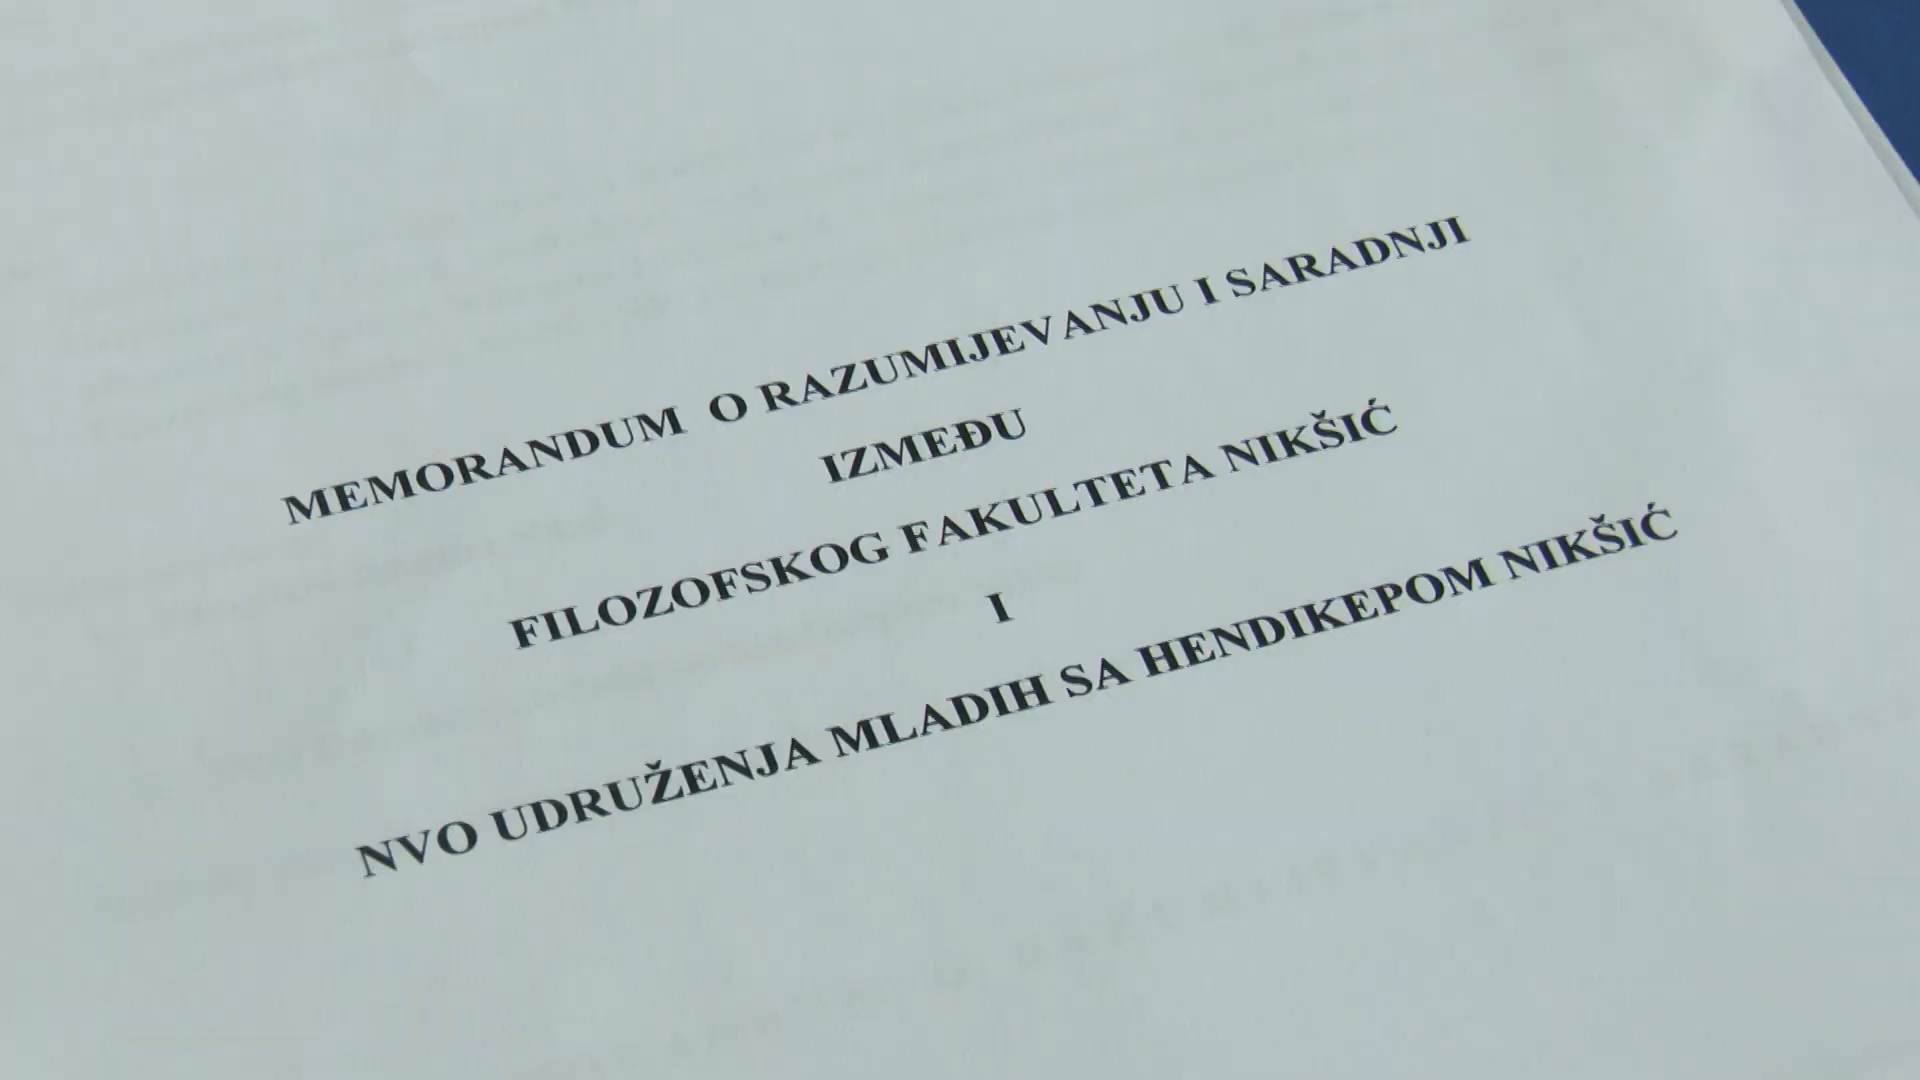 MEMORANDUM O RAZUMIJEVANJU I SARADNJI
IZMEĐU
FILOZOFSKOG FAKULTETA NIKŠIĆ
I
NVO UDRUŽENJA MLADIH SA HENDIKEPOM NIKŠIĆ